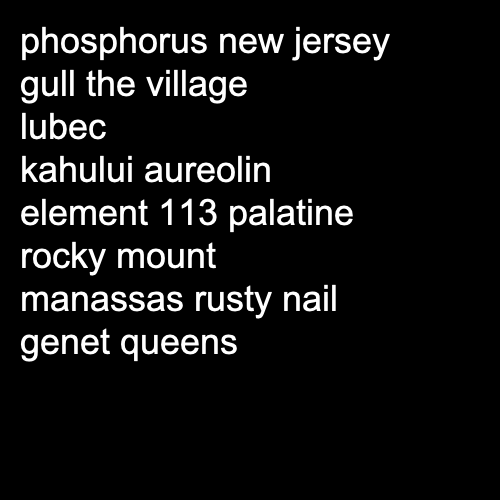 phosphorus new jersey
gull the village
lubec
kahului aureolin
element 113 palatine
rocky mount
manassas rusty nail
genet queens